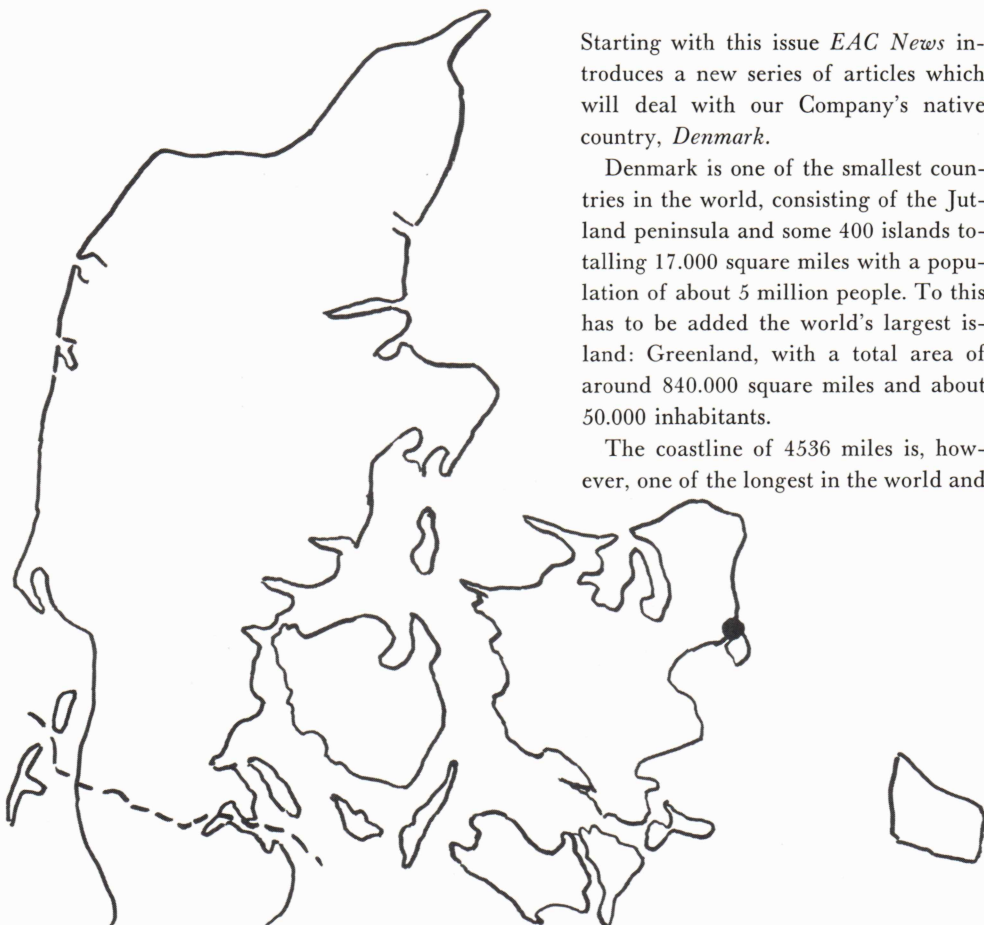 Starting with this issue EAC News in-
troduces a new series of articles which
will deal with our Company's native
country, Denmark.
Denmark is one of the smallest coun-
tries in the world, consisting of the Jut-
land peninsula and some 400 islands to-
talling 17.000 square miles with a popu-
lation of about 5 million people. To this
has to be added the world's largest is-
land: Greenland, with a total area of
around 840.000 square miles and about
50.000 inhabitants.
The coastline of 4536 miles is, how-
ever, one of the longest in the world and